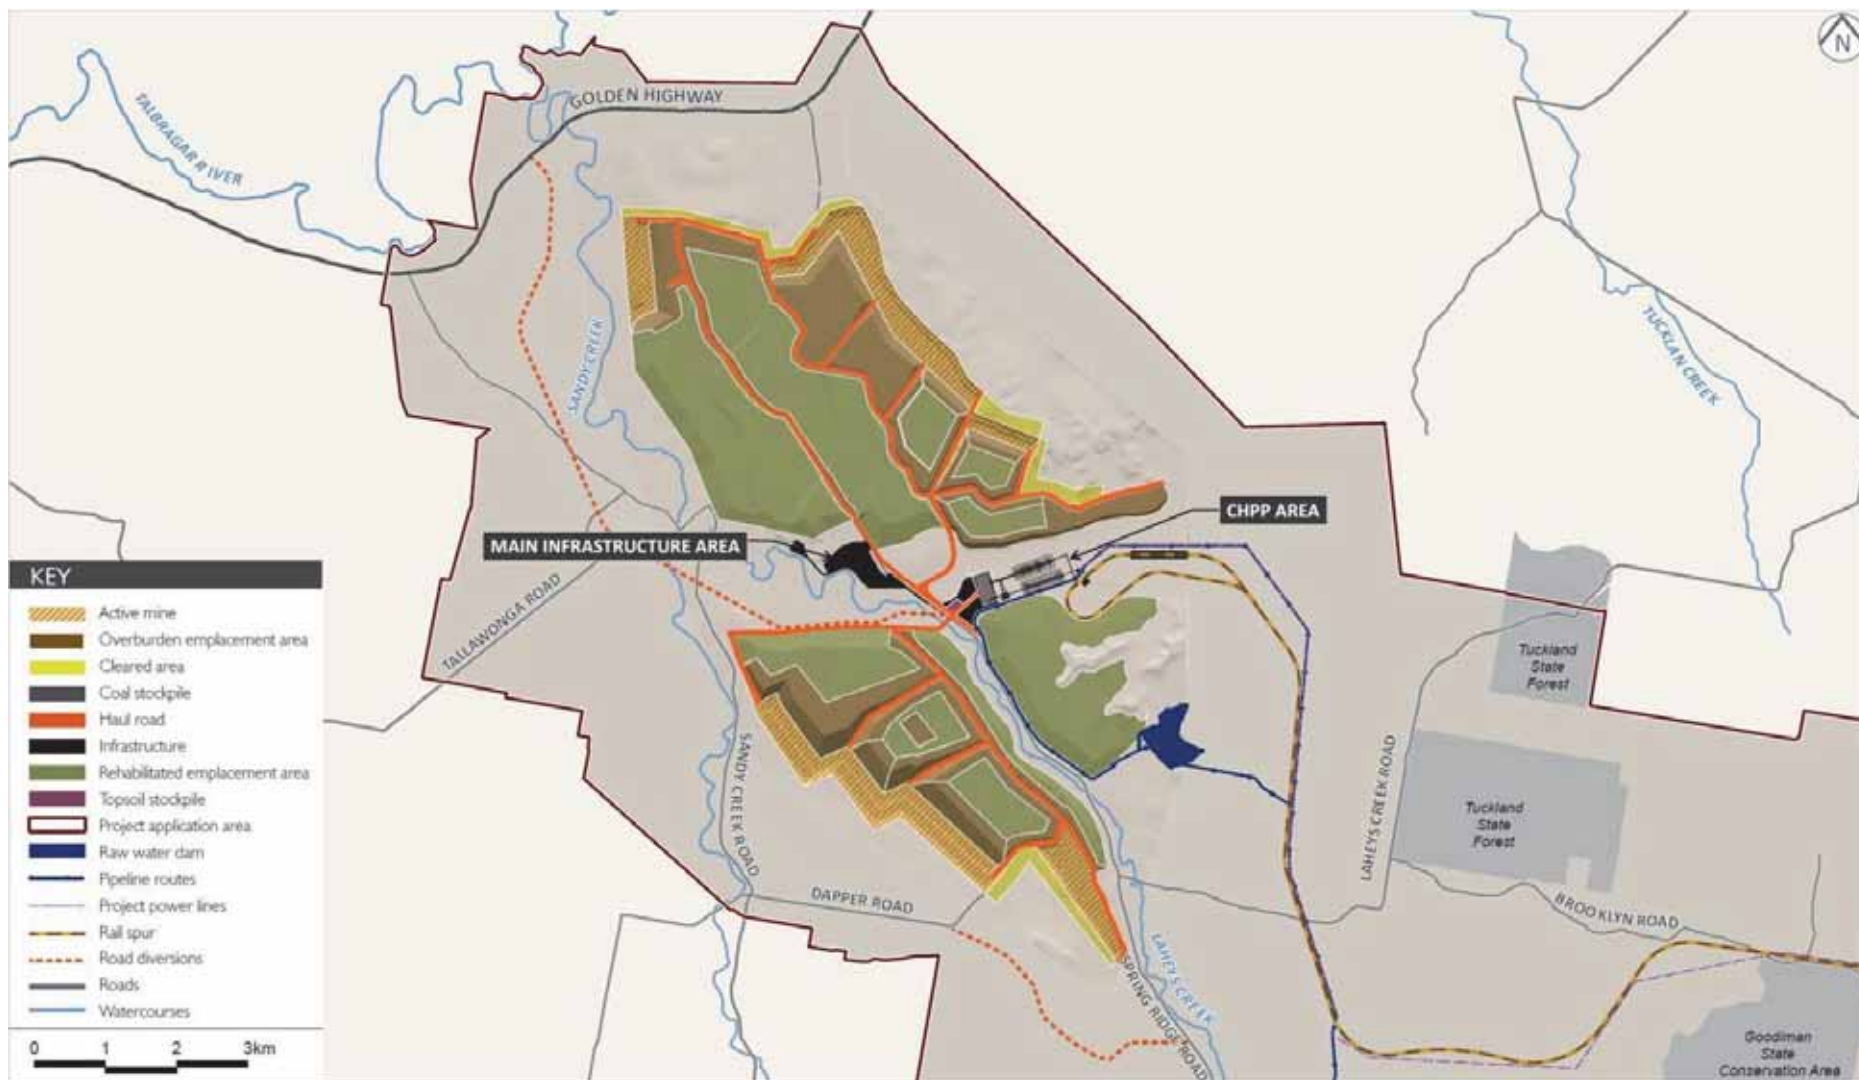 N
GOLDEN HIGHWAY
TALBRAGAR RIVER
SANDY CREEK
TUCKLAN CREEK
CHPP AREA
MAIN INFRASTRUCTURE AREA
TALLAWONGA ROAD
Tuckland
State
Forest
SANDY CREEK ROAD
LAHEYS CREEK ROAD
Tuckland
State
Forest
DAPPER ROAD
BROOKLYN ROAD
LAHEYS CREEK
SPRING RIDGE ROAD
Goodiman
State
Conservation Area
KEY
Active mine
Overburden emplacement area
Cleared area
Coal stockpile
Haul road
Infrastructure
Rehabilitated emplacement area
Topsoil stockpile
Project application area
Raw water dam
Pipeline routes
Project power lines
Rail spur
Road diversions
Roads
Watercourses
0 1 2 3km